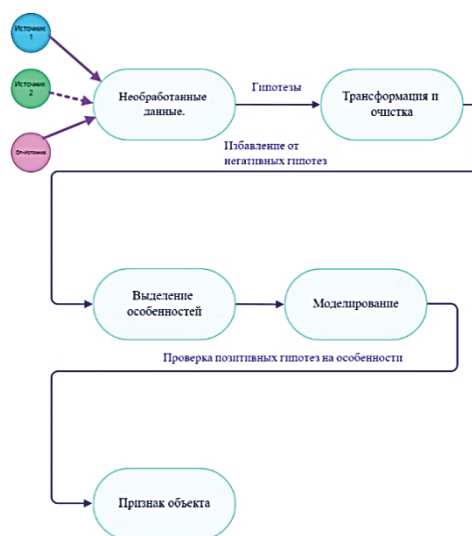 Источник
1
Источник
2
Необработанные
данные.
Гипотезы
Трансформация и
очистка
Избавление от
негативных гипотез
Выделение
особенностей
Моделирование
Проверка позитивных гипотез на особенности
Признак объекта